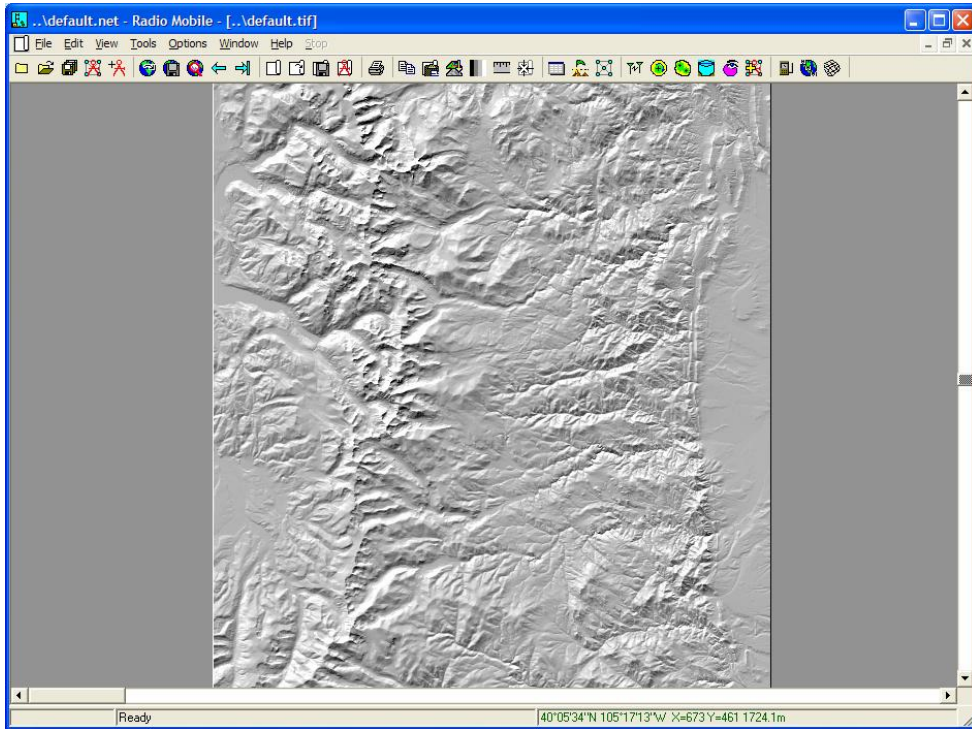 ..\default.net - Radio Mobile - [..\default.tif]
File Edit View Tools Options Window Help Stop
Ready
40°05'34"N 105°17'13"W X=673 Y=461 1724.1m